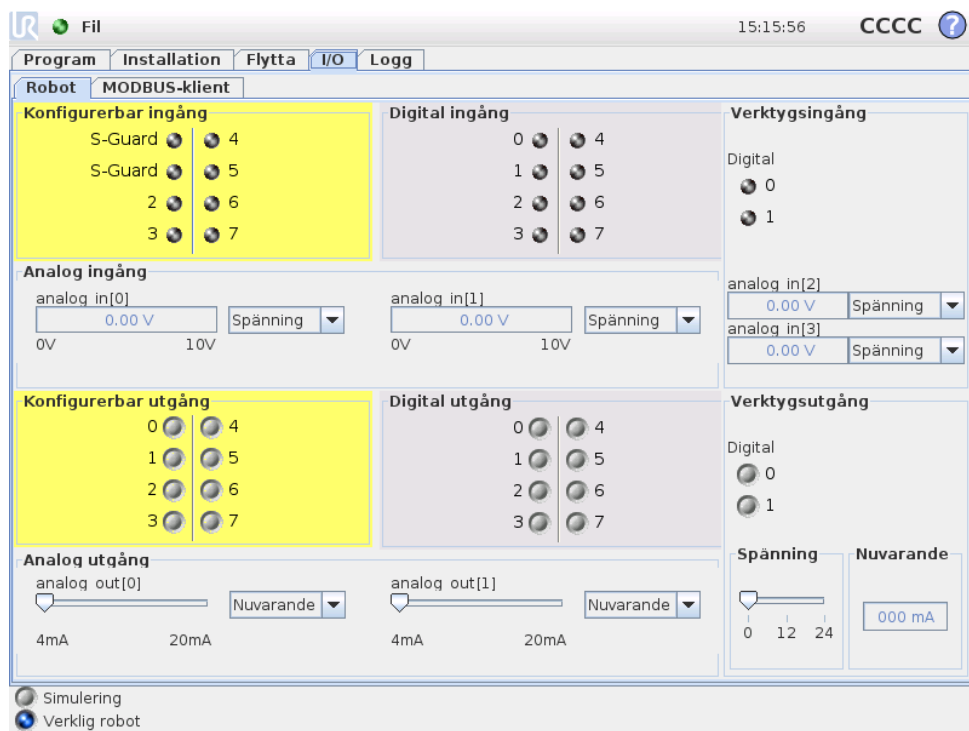 UR Fil 15:15:56 CCCC ?
Program Installation Flytta I/O Logg
Robot MODBUS-klient
Konfigurerbar ingång
S-Guard 4
S-Guard 5
2 6
3 7
Digital ingång
0 4
1 5
2 6
3 7
Verktygsingång
Digital
0
1
analog_in[2]
0.00 V Spänning
analog_in[3]
0.00 V Spänning
Analog ingång
analog_in[0]
0.00 V Spänning
0V 10V
analog_in[1]
0.00 V Spänning
0V 10V
Konfigurerbar utgång
0 4
1 5
2 6
3 7
Digital utgång
0 4
1 5
2 6
3 7
Verktygsutgång
Digital
0
1
Spänning
0 12 24
Nuvarande
000 mA
Analog utgång
analog_out[0]
Nuvarande
4mA 20mA
analog_out[1]
Nuvarande
4mA 20mA
Simulering
Verklig robot